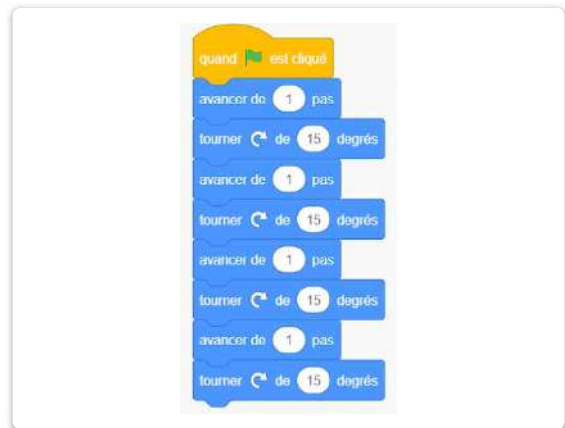 quand est cliqué
avancer de 1 pas
tourner de 15 degrés
avancer de 1 pas
tourner de 15 degrés
avancer de 1 pas
tourner de 15 degrés
avancer de 1 pas
tourner de 15 degrés